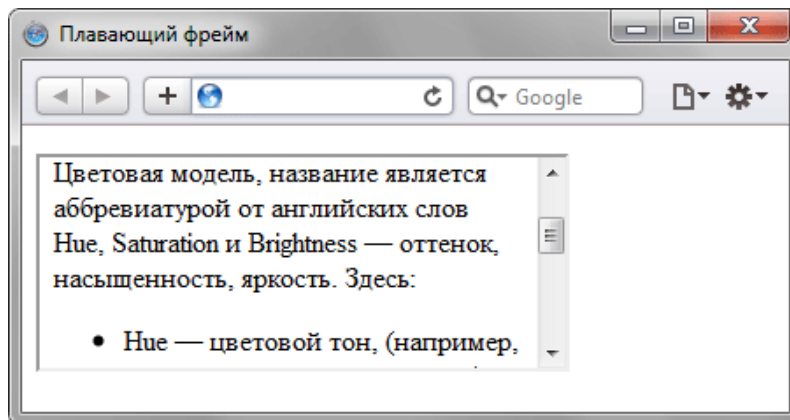 Плавающий фрейм
Google
Цветовая модель, название является
аббревиатурой от английских слов
Hue, Saturation и Brightness — оттенок,
насыщенность, яркость. Здесь:
• Hue — цветовой тон, (например,